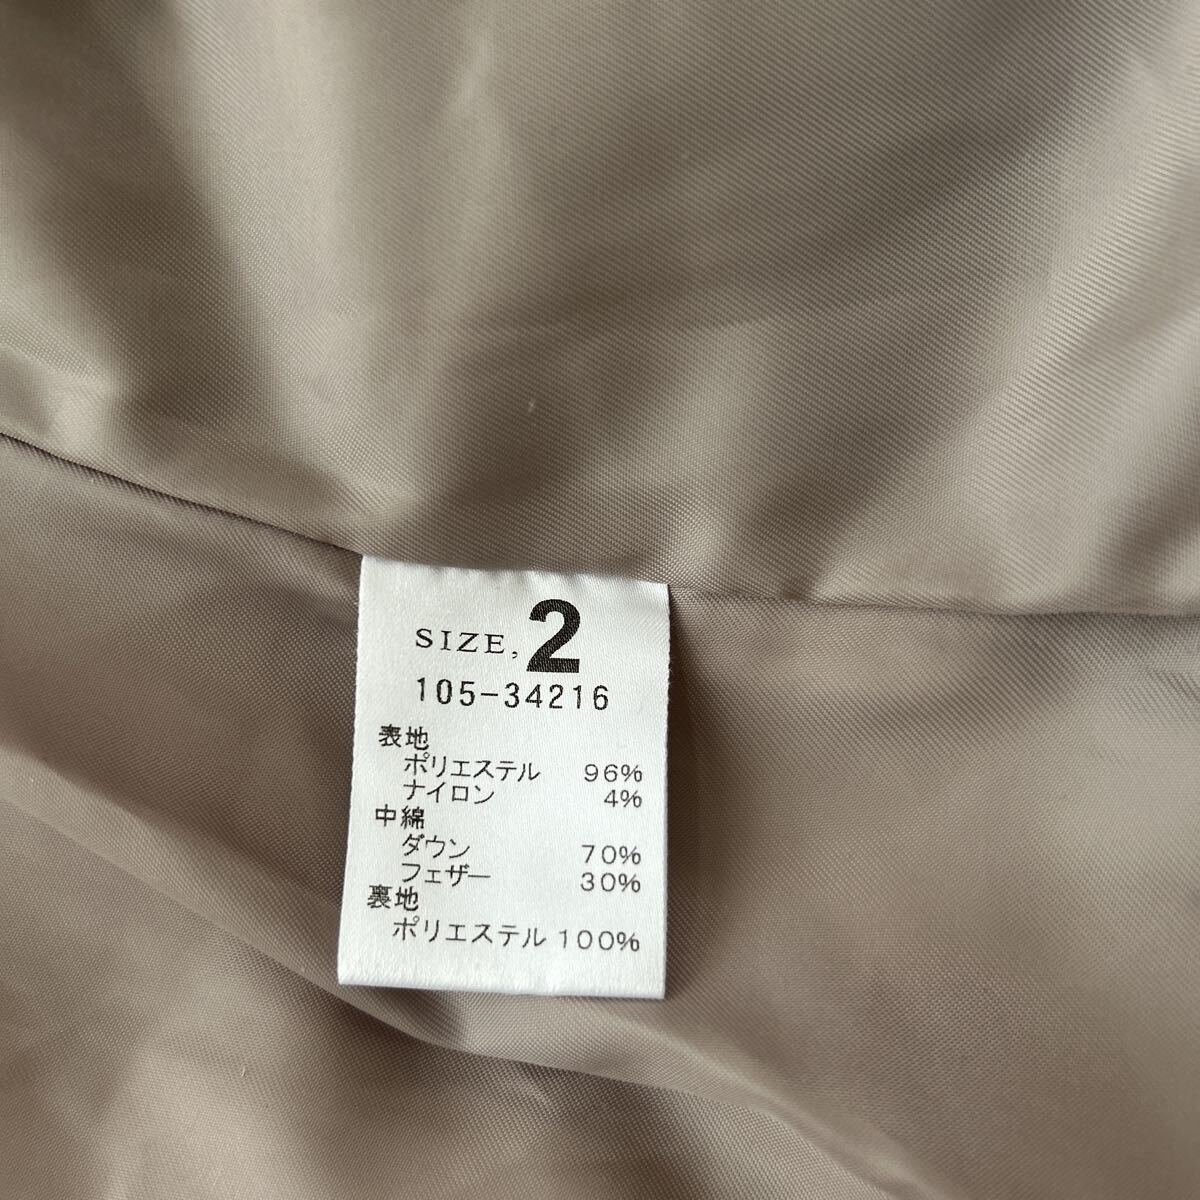 SIZE, 2
105-34216
表地
ポリエステル 96%
ナイロン 4%
中綿
ダウン 70%
フェザー 30%
裏地
ポリエステル 100%